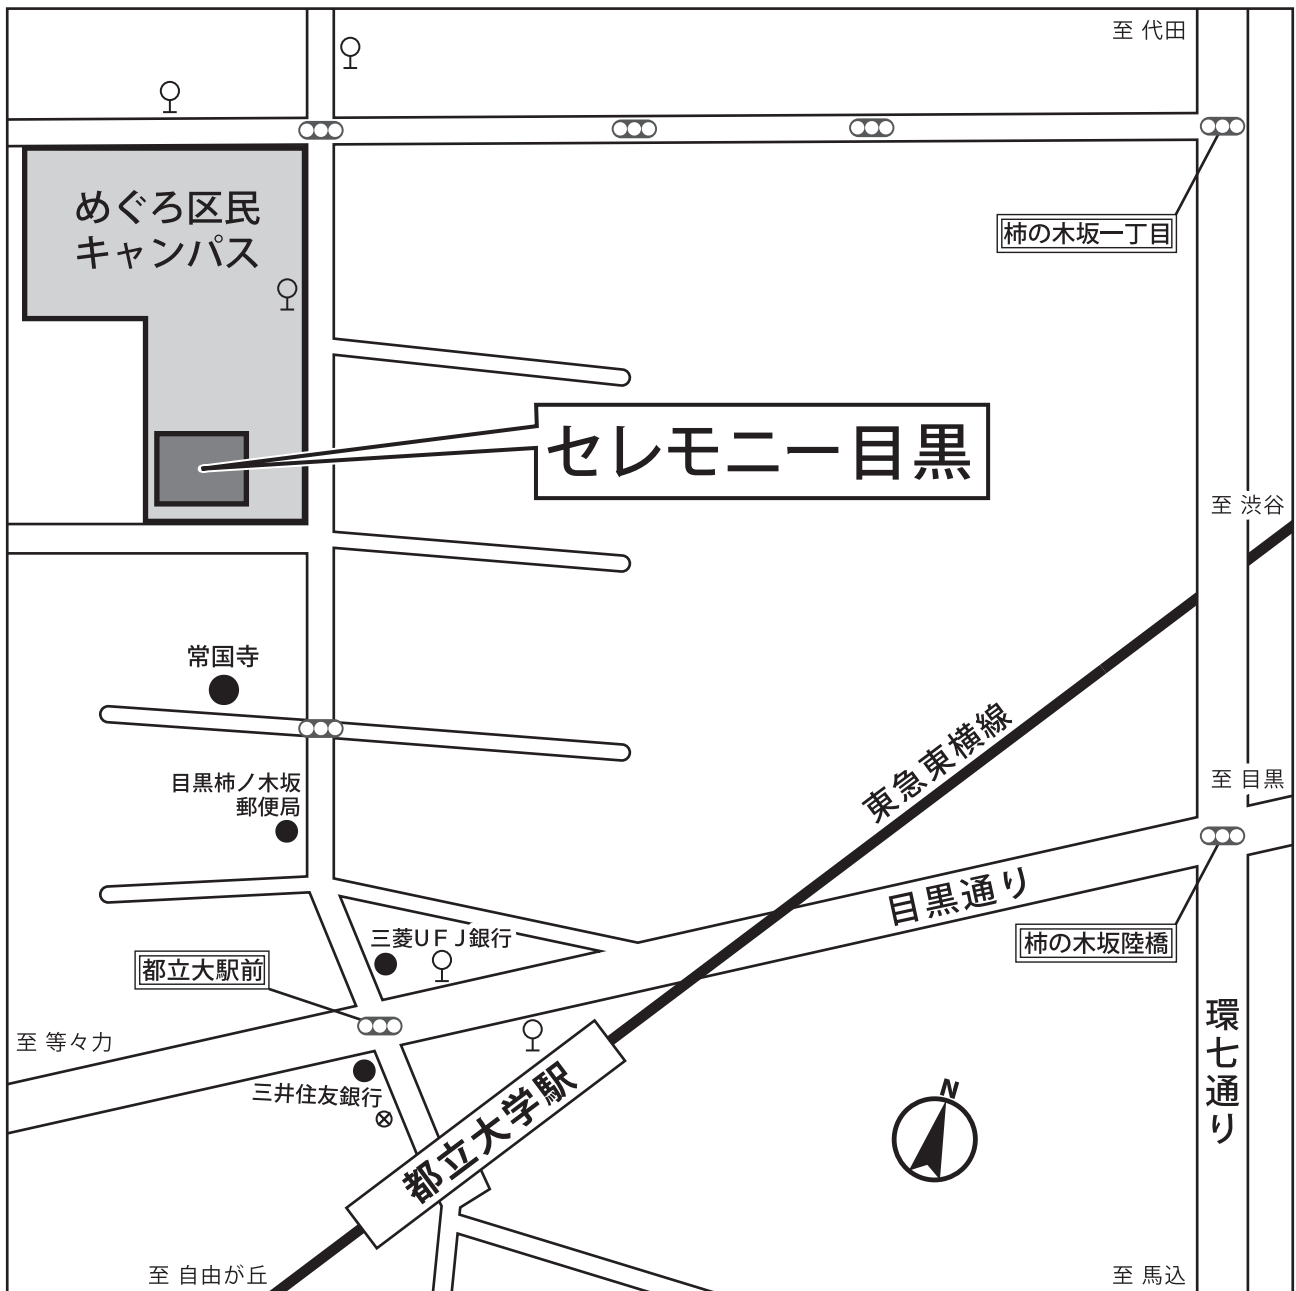 至 代田
めぐろ区民
キャンパス
柿の木坂一丁目
セレモニー目黒
至 渋谷
常国寺
東急東横線
目黒柿ノ木坂
郵便局
至 目黒
目黒通り
三菱UFJ銀行
柿の木坂陸橋
都立大駅前
環七通り
至 等々力
三井住友銀行
都立大学駅
N
至 自由が丘
至 馬込